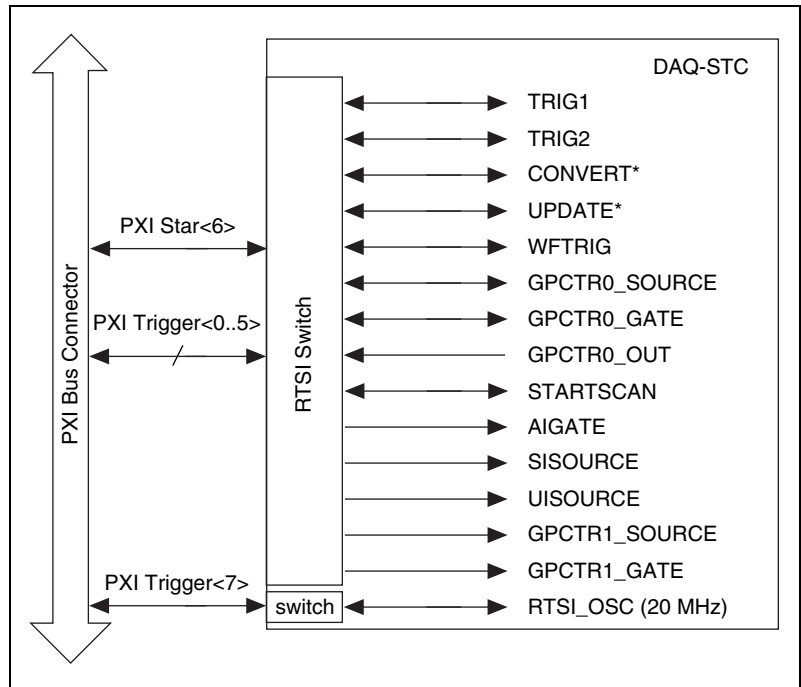 DAQ-STC
TRIG1
TRIG2
CONVERT*
UPDATE*
WFTRIG
GPCTR0_SOURCE
GPCTR0_GATE
GPCTR0_OUT
STARTSCAN
AIGATE
SISOURCE
UISOURCE
GPCTR1_SOURCE
GPCTR1_GATE
RTSI_OSC (20 MHz)
PXI Star<6>
PXI Trigger<0..5>
PXI Trigger<7>
PXI Bus Connector
RTSI Switch
switch